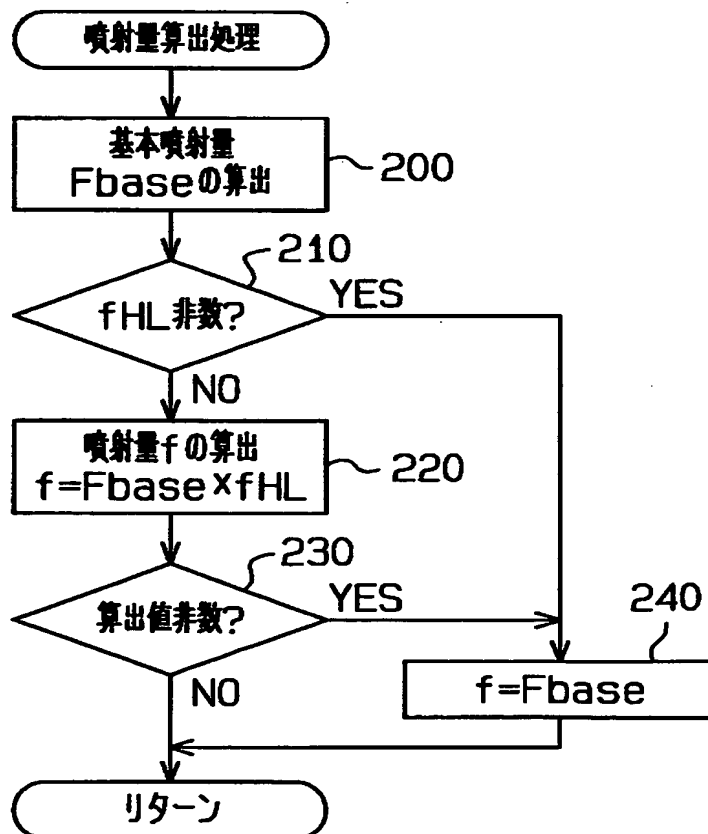 噴射量算出処理
基本噴射量
Fbaseの算出
200
210
fHL非数?
YES
NO
噴射量fの算出
f=Fbase×fHL
220
230
算出値非数?
YES
NO
240
f=Fbase
リターン